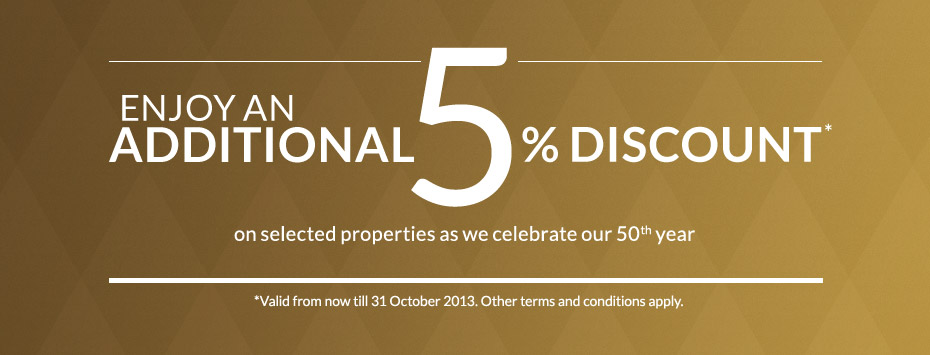 ENJOY AN
ADDITIONAL 5% DISCOUNT*
on selected properties as we celebrate our 50th year
*Valid from now till 31 October 2013. Other terms and conditions apply.